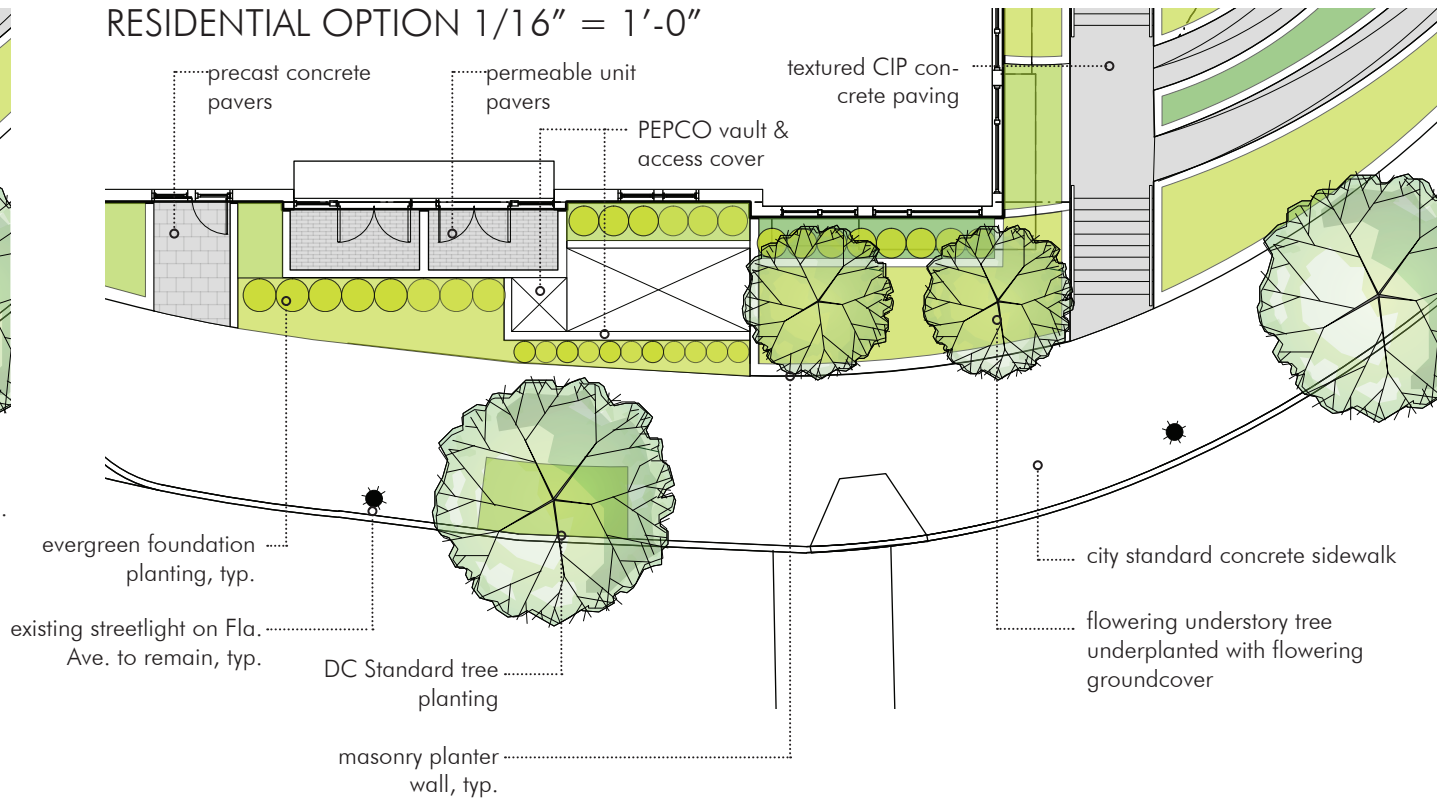 RESIDENTIAL OPTION 1/16” = 1’-0”
precast concrete
pavers
permeable unit
pavers
PEPCO vault &
access cover
textured CIP con-
crete paving
evergreen foundation
planting, typ.
existing streetlight on Fla.
Ave. to remain, typ.
DC Standard tree
planting
masonry planter
wall, typ.
city standard concrete sidewalk
flowering understory tree
underplanted with flowering
groundcover